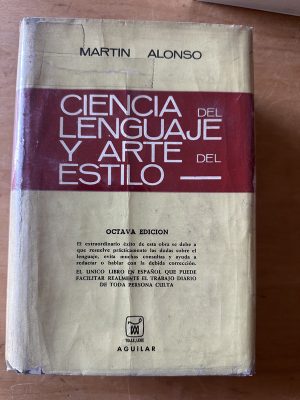 MARTIN ALONSO
CIENCIA DEL
LENGUAJE
Y ARTE DEL
ESTILO
OCTAVA EDICION
El extraordinario éxito de esta obra se debe a
que resuelve prácticamente las dudas sobre el
lenguaje, evita muchas consultas y ayuda a
redactar o hablar con la debida corrección.
EL UNICO LIBRO EN ESPAÑOL QUE PUEDE
FACILITAR REALMENTE EL TRABAJO DIARIO
DE TODA PERSONA CULTA
AGUILAR